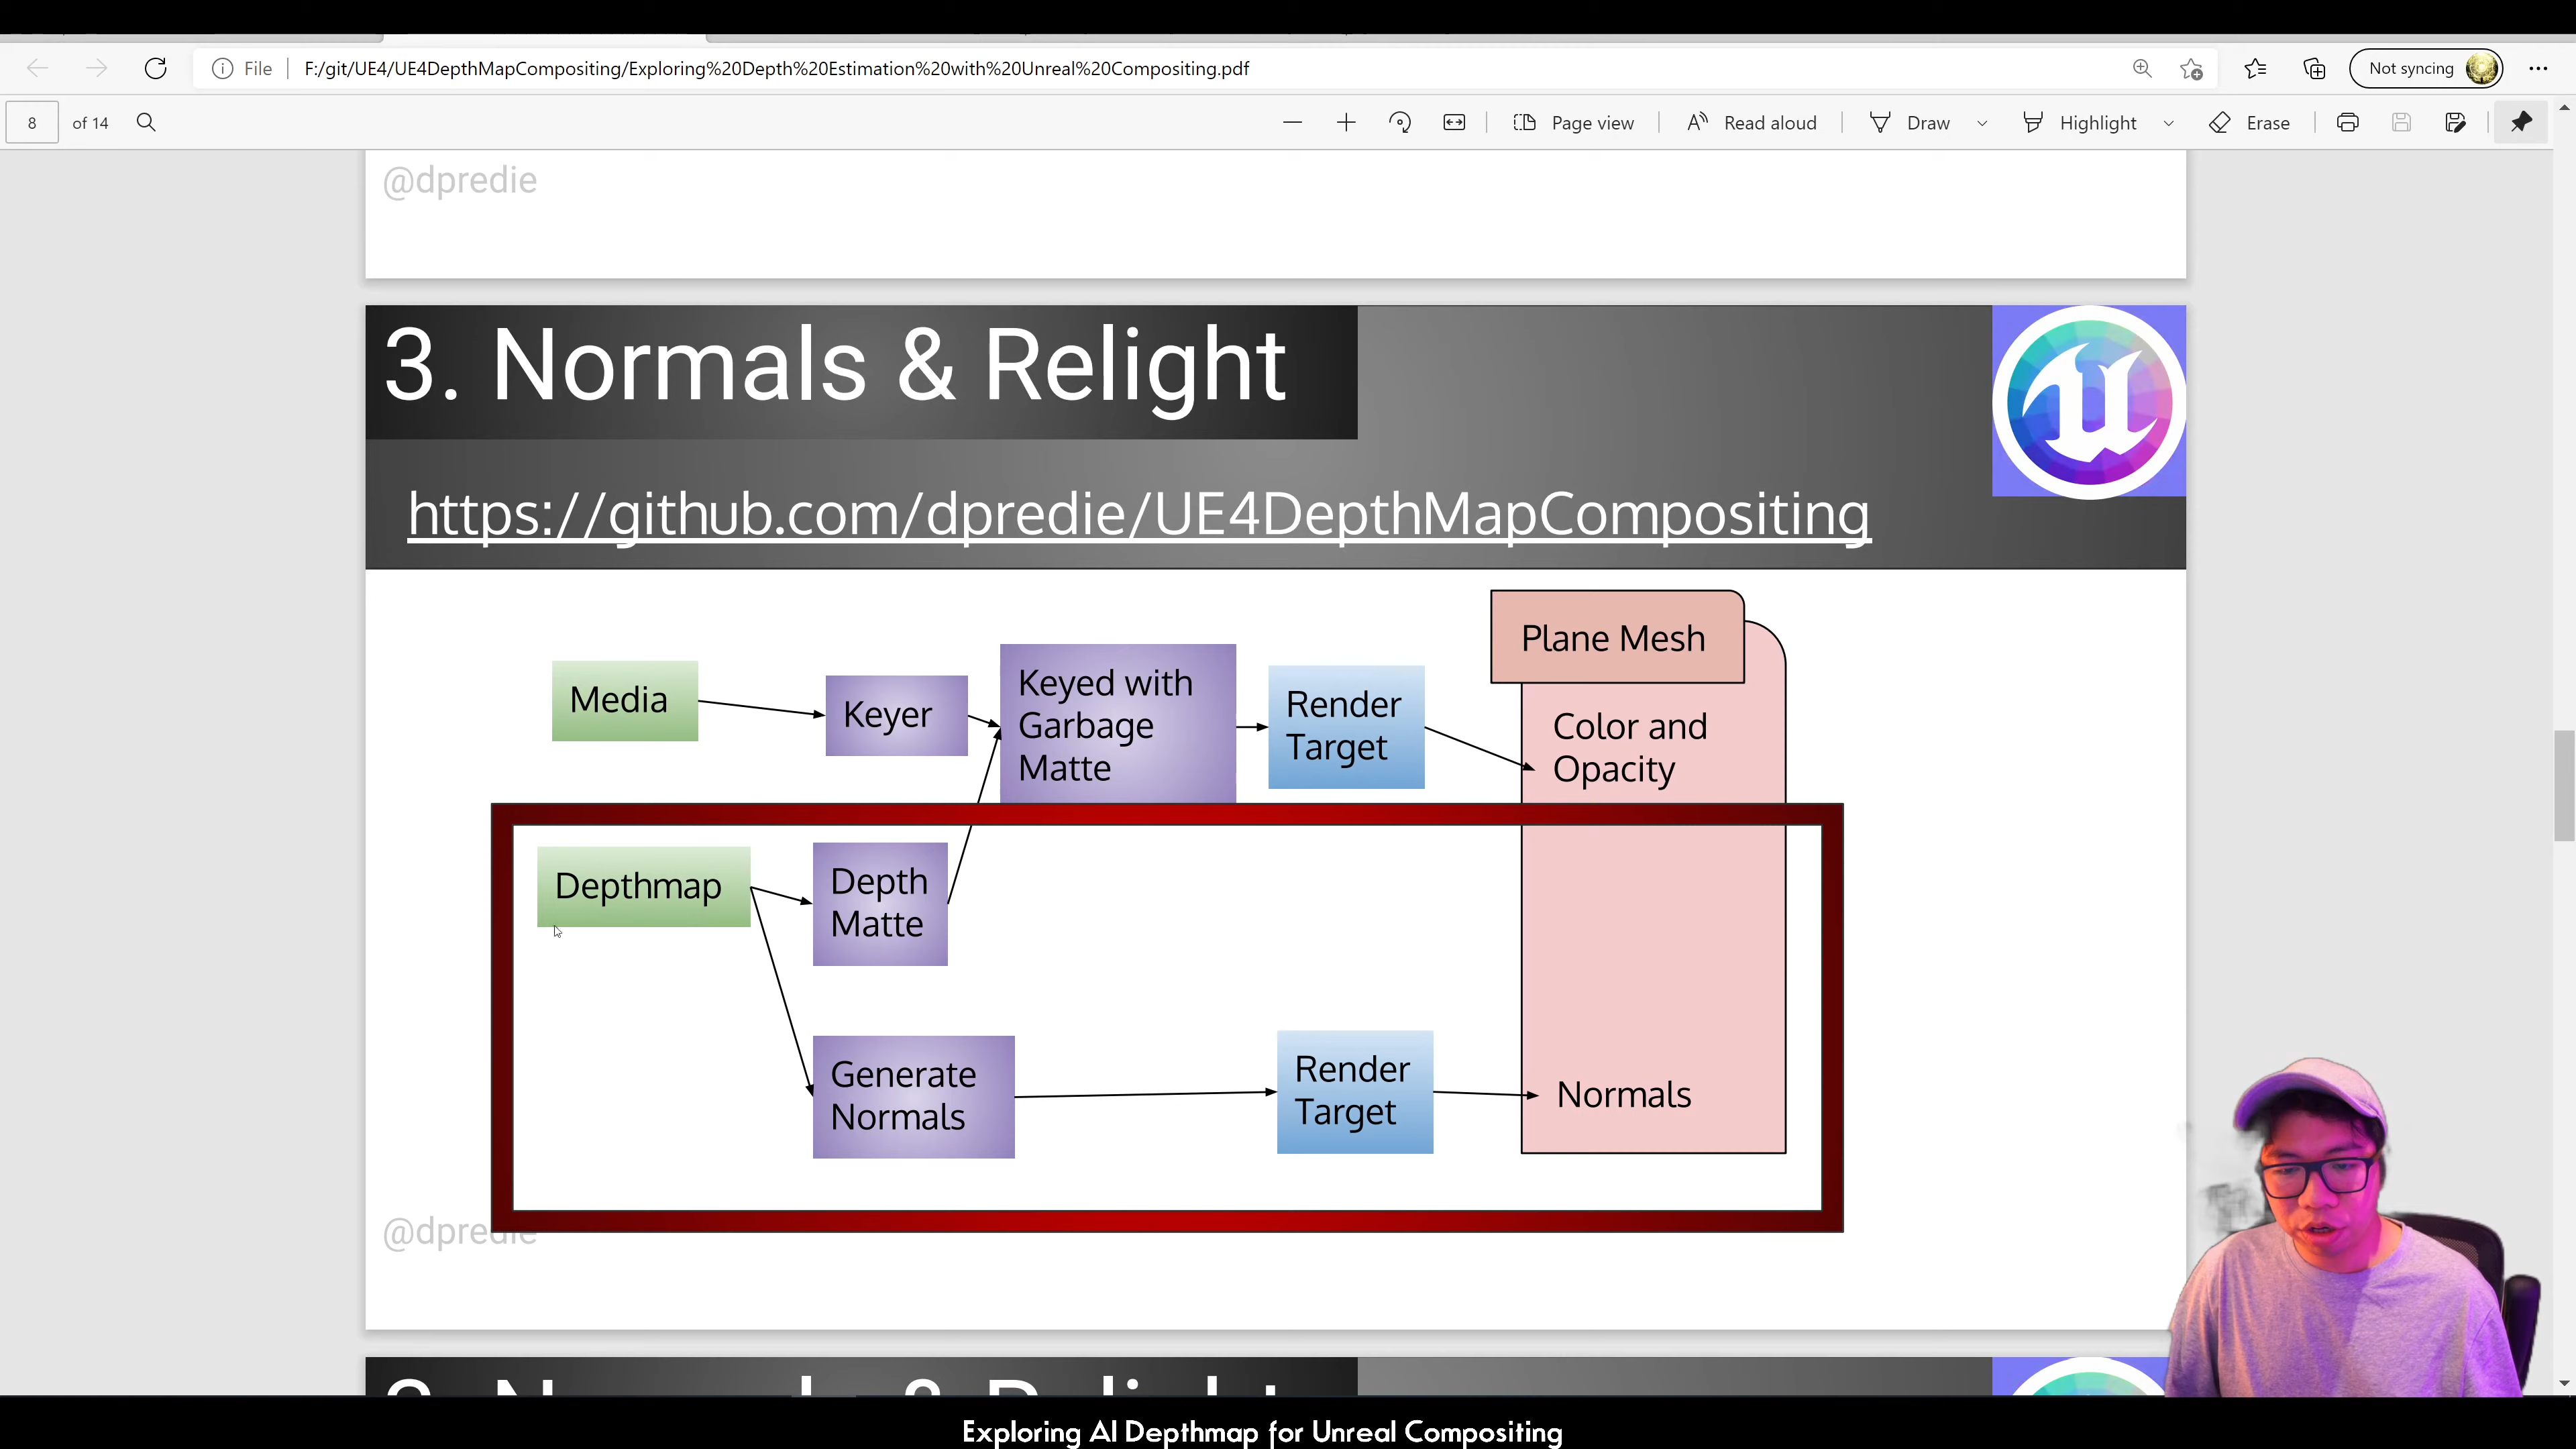 File
F:/git/UE4/UE4DepthMapCompositing/Exploring%20Depth%20Estimation%20with%20Unreal%20Compositing.pdf
Not syncing
8
of 14
Page view
Read aloud
Draw
Highlight
Erase
@dpredie
3. Normals & Relight
https://github.com/dpredie/UE4DepthMapCompositing
Media
Keyer
Keyed with
Garbage
Matte
Render
Target
Plane Mesh
Color and
Opacity
Depthmap
Depth
Matte
Generate
Normals
Render
Target
Normals
@dpredie
Exploring AI Depthmap for Unreal Compositing